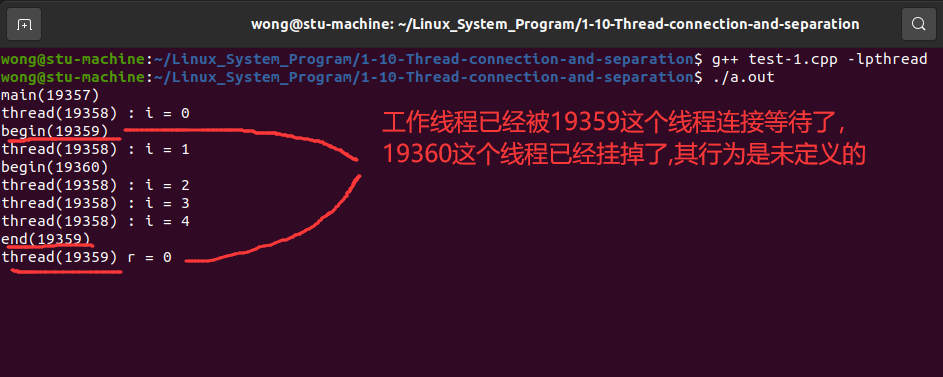 wong@stu-machine: ~/Linux_System_Program/1-10-Thread-connection-and-separation
wong@stu-machine:~/Linux_System_Program/1-10-Thread-connection-and-separation$ g++ test-1.cpp -lpthread
wong@stu-machine:~/Linux_System_Program/1-10-Thread-connection-and-separation$ ./a.out
main(19357)
thread(19358) : i = 0
begin(19359)
thread(19358) : i = 1
begin(19360)
thread(19358) : i = 2
thread(19358) : i = 3
thread(19358) : i = 4
end(19359)
thread(19359) r = 0
工作线程已经被19359这个线程连接等待了,
19360这个线程已经挂掉了,其行为是未定义的